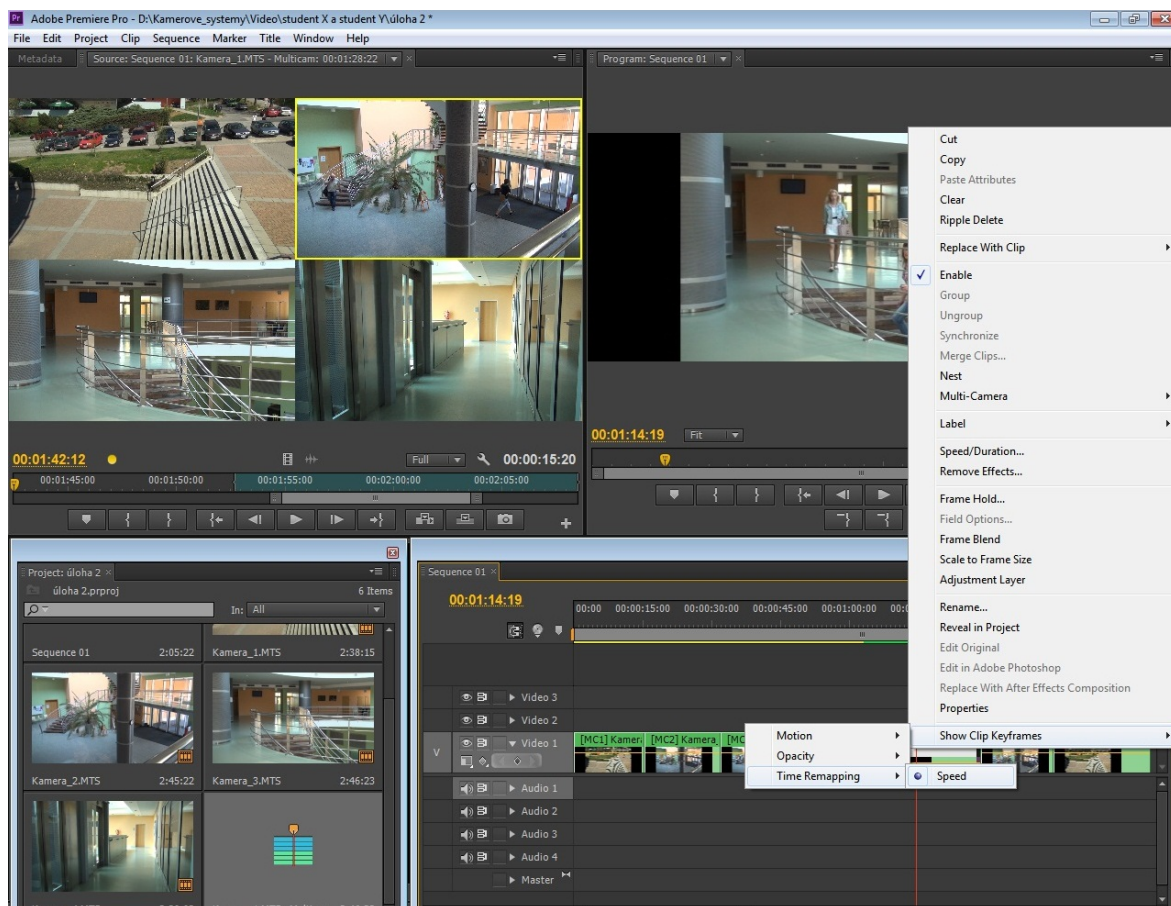 Pr Adobe Premiere Pro - D:\Kamerove_systemy\Video\student X a student Y\úloha 2 *
File Edit Project Clip Sequence Marker Title Window Help
Metadata Source: Sequence 01: Kamera_1.MTS - Multicam: 00:01:28:22
Program: Sequence 01
00:01:42:12 Full 00:00:15:20
00:01:45:00 00:01:50:00 00:01:55:00 00:02:00:00 00:02:05:00
00:01:14:19 Fit
Cut
Copy
Paste Attributes
Clear
Ripple Delete
Replace With Clip
Enable
Group
Ungroup
Synchronize
Merge Clips...
Nest
Multi-Camera
Label
Speed/Duration...
Remove Effects...
Frame Hold...
Field Options...
Frame Blend
Scale to Frame Size
Adjustment Layer
Rename...
Reveal in Project
Edit Original
Edit in Adobe Photoshop
Replace With After Effects Composition
Properties
Show Clip Keyframes
Motion
Opacity
Time Remapping
Speed
Project: úloha 2
úloha 2.prproj 6 Items
In: All
Sequence 01 2:05:22 Kamera_1.MTS 2:38:15
Kamera_2.MTS 2:45:22 Kamera_3.MTS 2:46:23
Sequence 01
00:01:14:19
00:00 00:00:15:00 00:00:30:00 00:00:45:00 00:01:00:00
Video 3
Video 2
V Video 1
[MC1] Kamera [MC2] Kamera_ [MC
Audio 1
Audio 2
Audio 3
Audio 4
Master